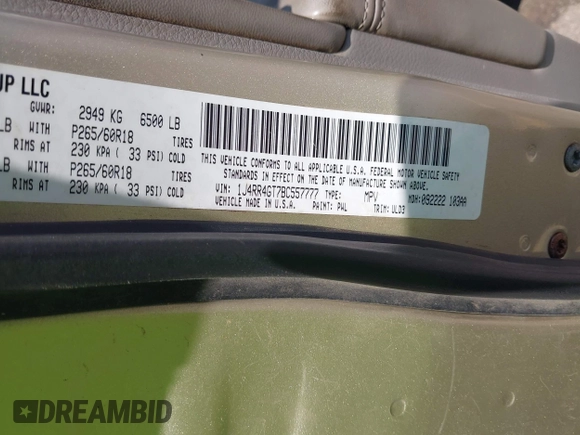 UP LLC
GVWR: 2949 KG 6500 LB
LB WITH P265/60R18 TIRES
RIMS AT 230 KPA ( 33 PSI) COLD
LB WITH P265/60R18 TIRES
RIMS AT 230 KPA ( 33 PSI) COLD
THIS VEHICLE CONFORMS TO ALL APPLICABLE U.S.A. FEDERAL MOTOR VEHICLE SAFETY
STANDARDS IN EFFECT ON THE DATE OF MANUFACTURE SHOWN ABOVE.
VIN: 1J4RR4GT7BC557777 TYPE: MPV MDH: 092222 103AA
VEHICLE MADE IN U.S.A. PAINT: PWL TRIM: ULD3
DREAMBID